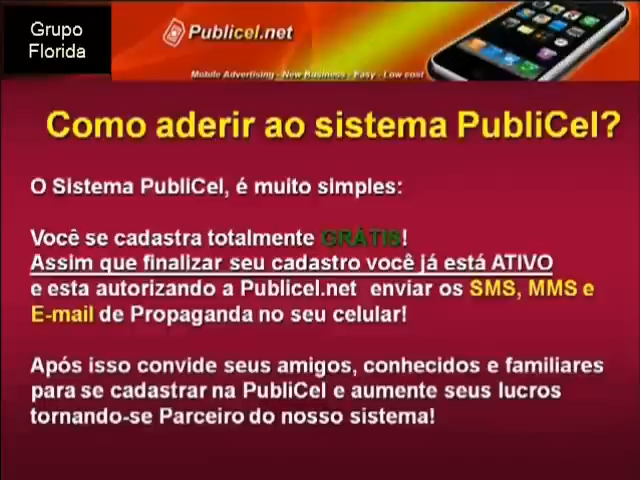 Grupo
Florida
Publicel.net
Mobile Advertising - New Business - Easy - Low cost
Como aderir ao sistema PubliCel?
O Sistema PubliCel, é muito simples:
Você se cadastra totalmente GRÁTIS!
Assim que finalizar seu cadastro você já está ATIVO
e esta autorizando a Publicel.net enviar os SMS, MMS e
E-mail de Propaganda no seu celular!
Após isso convide seus amigos, conhecidos e familiares
para se cadastrar na PubliCel e aumente seus lucros
tornando-se Parceiro do nosso sistema!